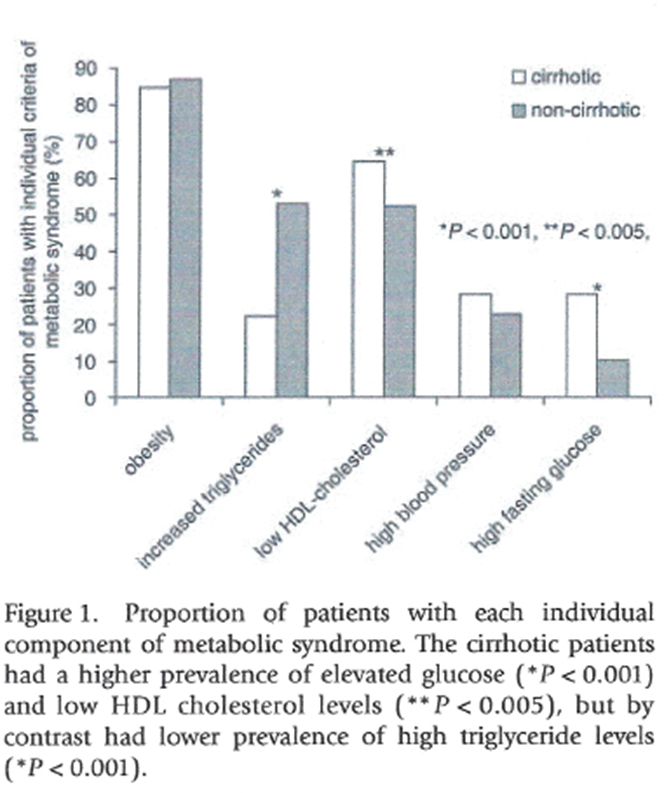 proportion of patients with individual criteria of
metabolic syndrome (%)
90
80
70
60
50
40
30
20
10
0
cirrhotic
non-cirrhotic
*
**
*P < 0.001, **P < 0.005,
*
obesity
increased triglycerides
low HDL-cholesterol
high blood pressure
high fasting glucose
Figure 1. Proportion of patients with each individual
component of metabolic syndrome. The cirrhotic patients
had a higher prevalence of elevated glucose (*P < 0.001)
and low HDL cholesterol levels (**P < 0.005), but by
contrast had lower prevalence of high triglyceride levels
(*P < 0.001).